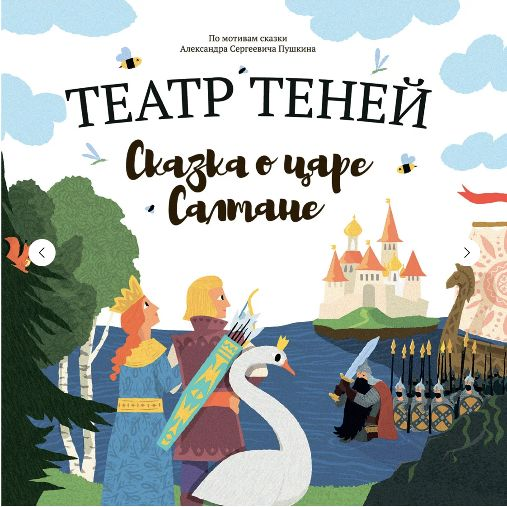 По мотивам сказки
Александра Сергеевича Пушкина
ТЕАТР ТЕНЕЙ
Сказка о царе
Салтане